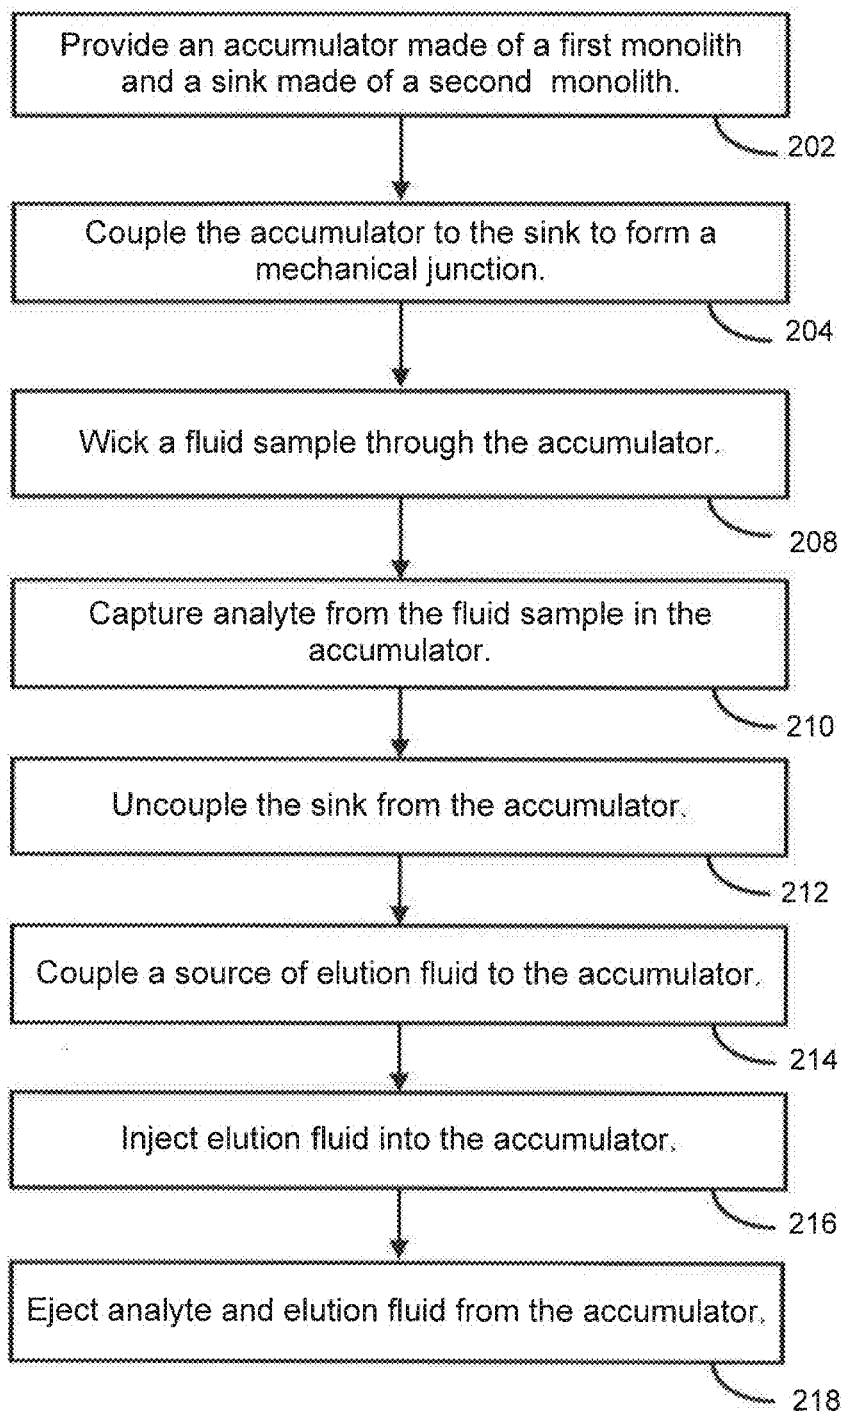 Provide an accumulator made of a first monolith
and a sink made of a second monolith.
202
Couple the accumulator to the sink to form a
mechanical junction.
204
Wick a fluid sample through the accumulator.
208
Capture analyte from the fluid sample in the
accumulator.
210
Uncouple the sink from the accumulator.
212
Couple a source of elution fluid to the accumulator.
214
Inject elution fluid into the accumulator.
216
Eject analyte and elution fluid from the accumulator.
218